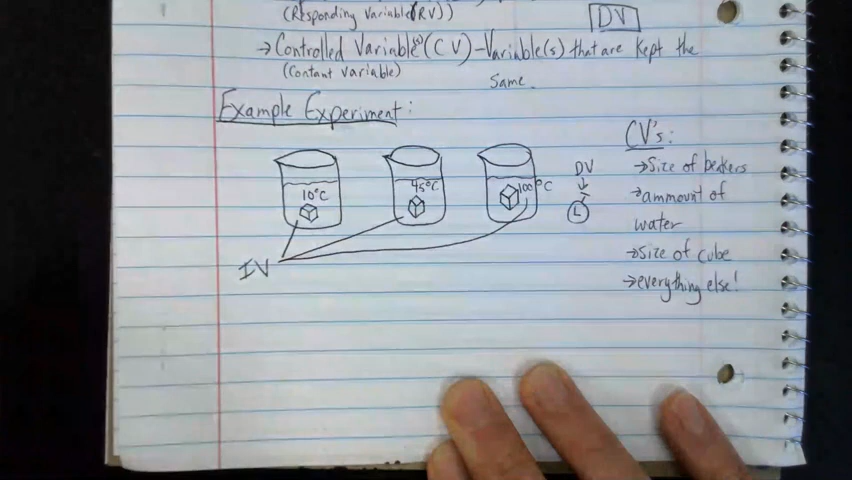 (Responding Variable(RV))
DV
→ Controlled Variable(s) (CV) - Variable(s) that are kept the
(Contant Variable)
same.
Example Experiment:
CV's:
→ Size of beakers
→ ammount of
water
→ Size of cube
→ everything else!
10°C
45°C
100°C
DV
IV